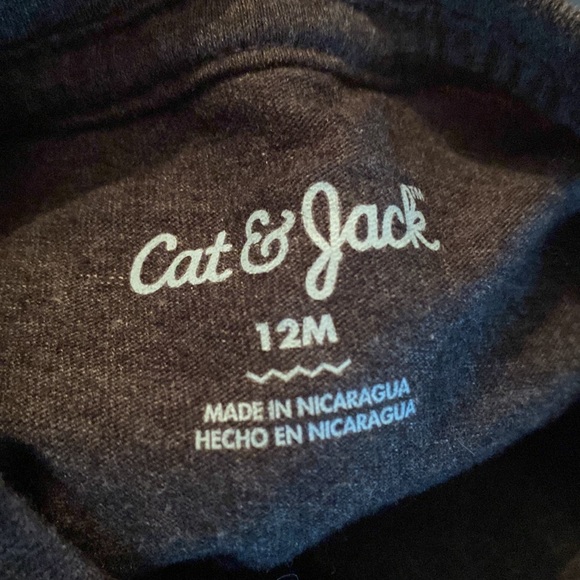 Cat & Jack™
12M
MADE IN NICARAGUA
HECHO EN NICARAGUA